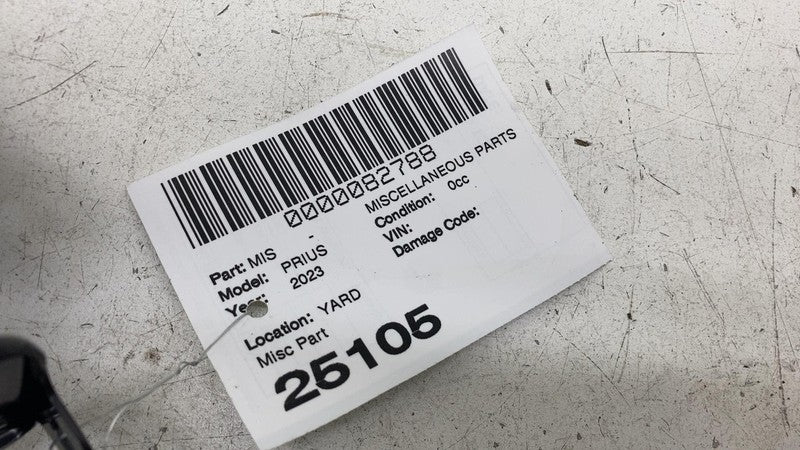 0000082788
Part: MIS - MISCELLANEOUS PARTS
Model: PRIUS Condition: 0cc
Year: 2023 VIN:
Damage Code:
Location: YARD
Misc Part
25105